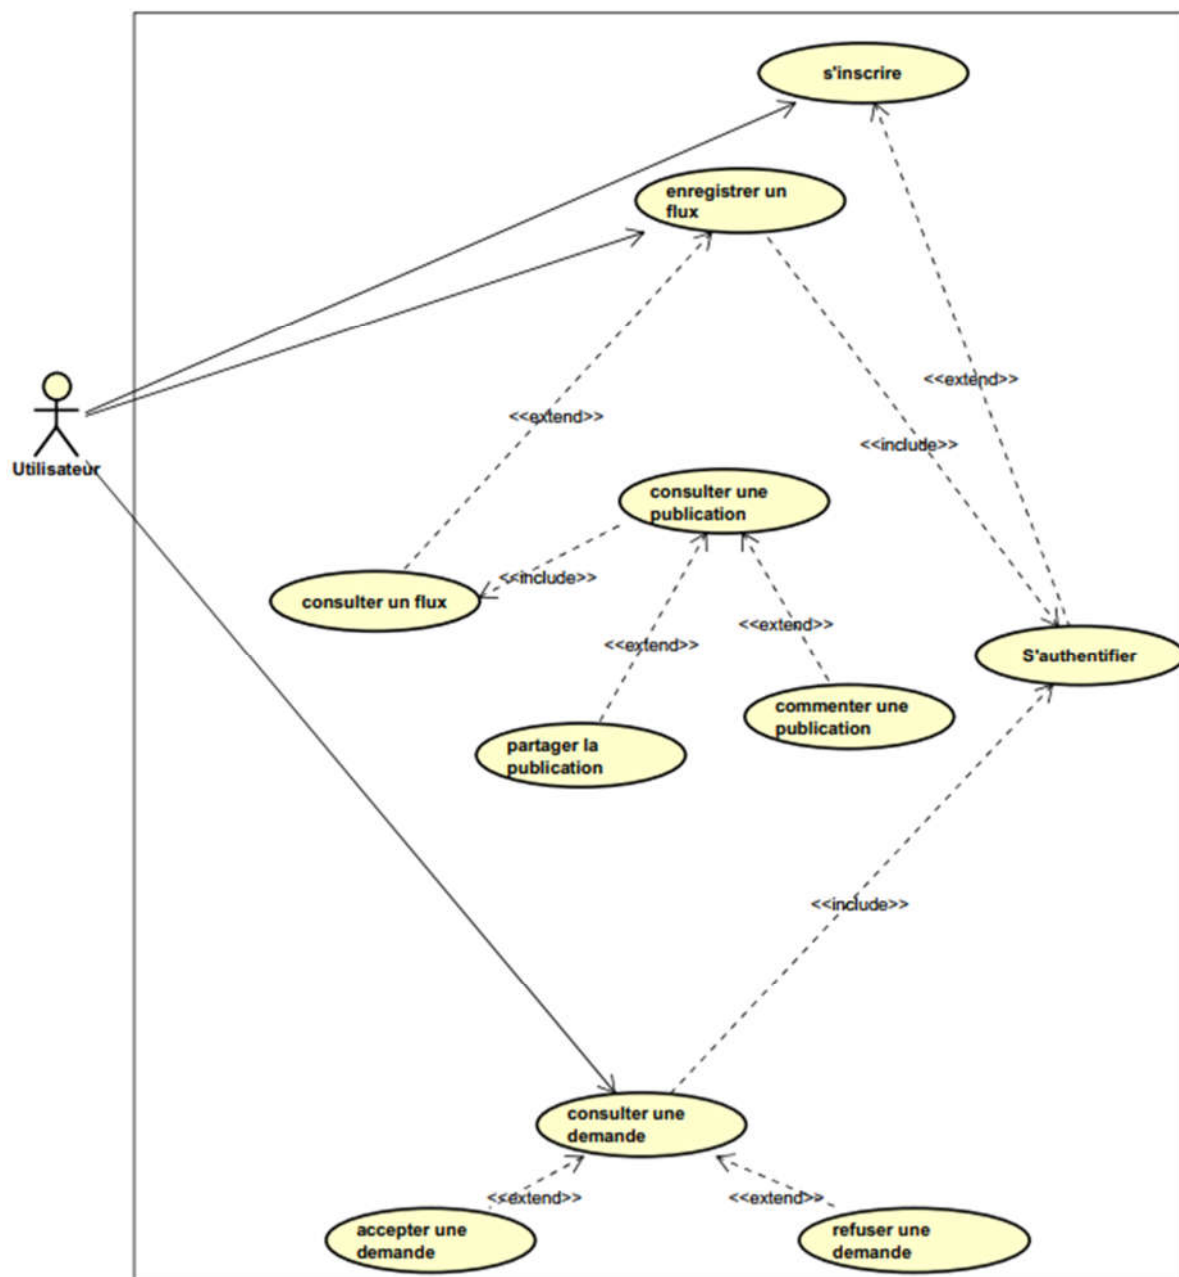 s'inscrire
enregistrer un
flux
<<extend>>
<<extend>>
<<include>>
Utilisateur
consulter une
publication
<<include>>
consulter un flux
<<extend>>
<<extend>>
S'authentifier
commenter une
publication
partager la
publication
<<include>>
consulter une
demande
<<extend>>
<<extend>>
accepter une
demande
refuser une
demande